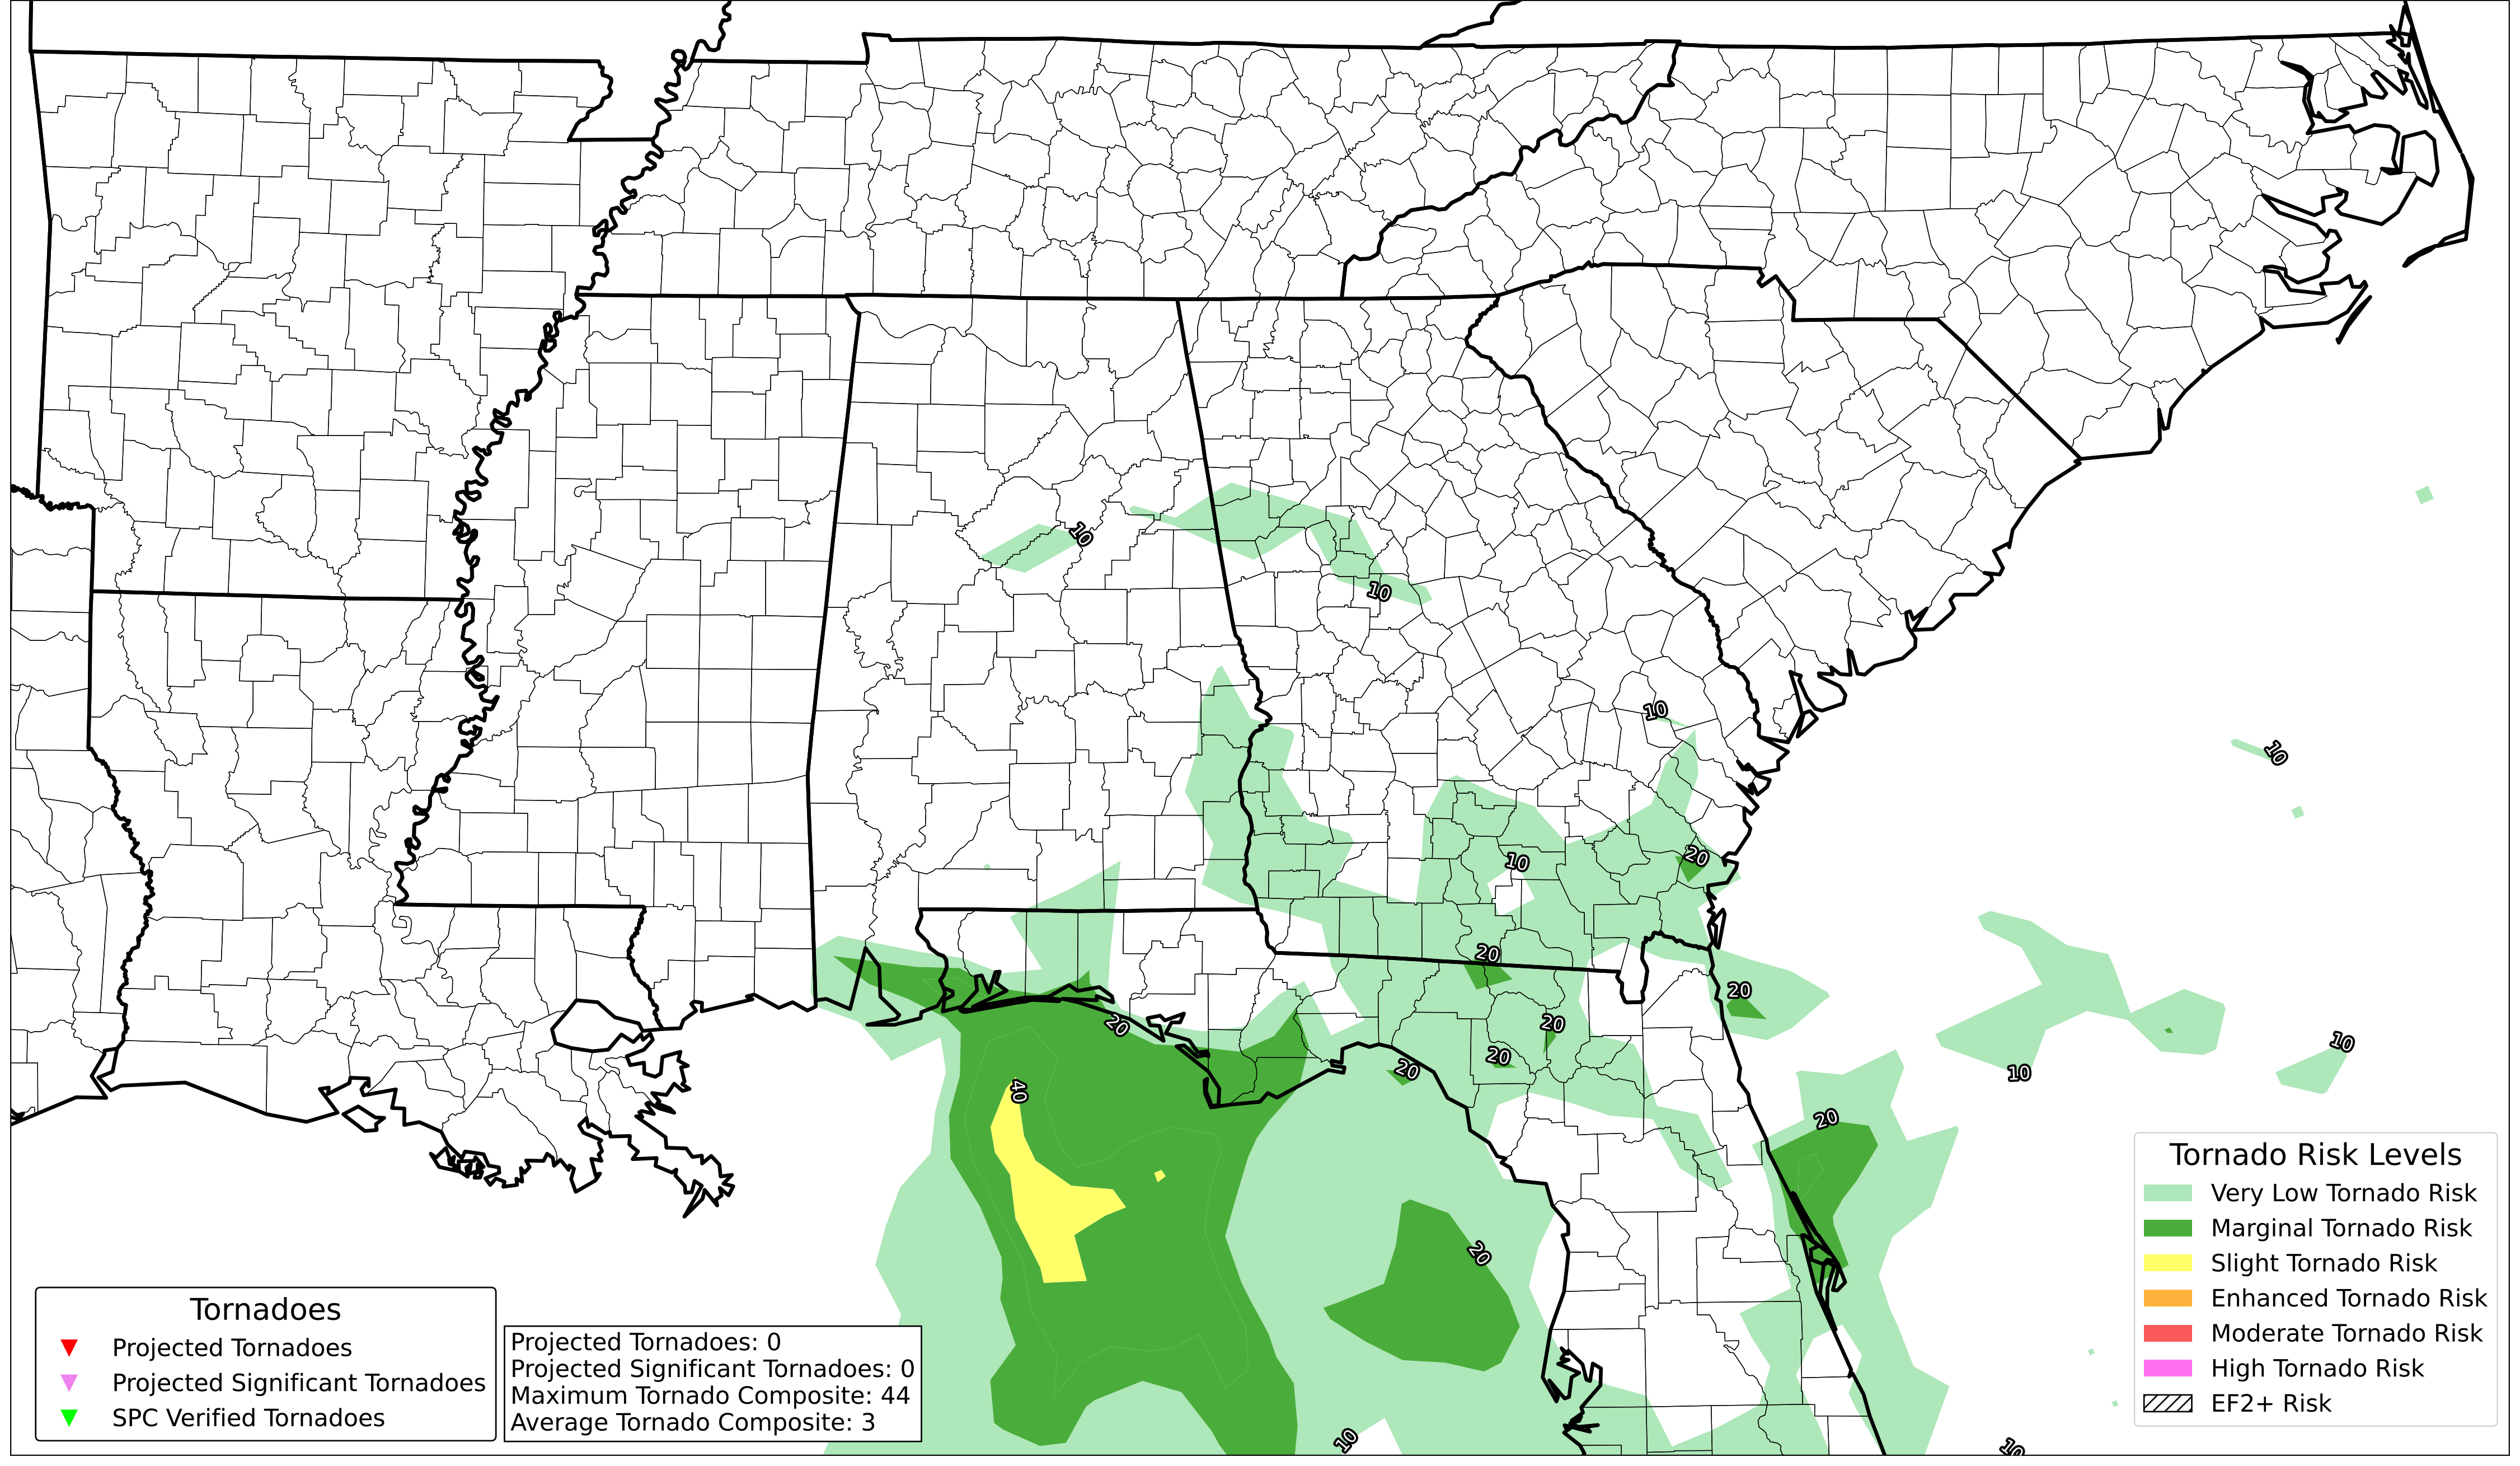 10
10
10
10
20
10
20
20
20
20
20
20
10
10
40
20
20
10
10
Tornado Risk Levels
Very Low Tornado Risk
Marginal Tornado Risk
Slight Tornado Risk
Enhanced Tornado Risk
Moderate Tornado Risk
High Tornado Risk
EF2+ Risk
Tornadoes
Projected Tornadoes
Projected Significant Tornadoes
SPC Verified Tornadoes
Projected Tornadoes: 0
Projected Significant Tornadoes: 0
Maximum Tornado Composite: 44
Average Tornado Composite: 3